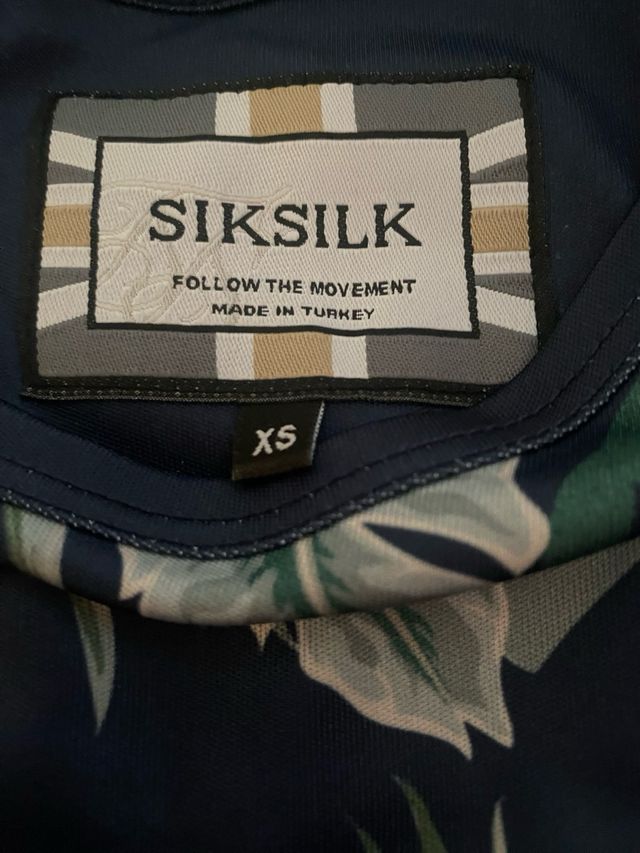 SIKSILK
FOLLOW THE MOVEMENT
MADE IN TURKEY
XS